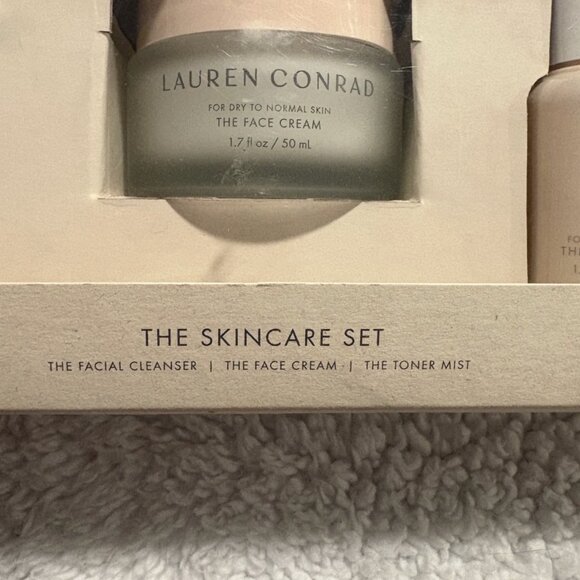 LAUREN CONRAD
FOR DRY TO NORMAL SKIN
THE FACE CREAM
1.7 fl oz / 50 mL
THE SKINCARE SET
THE FACIAL CLEANSER | THE FACE CREAM | THE TONER MIST